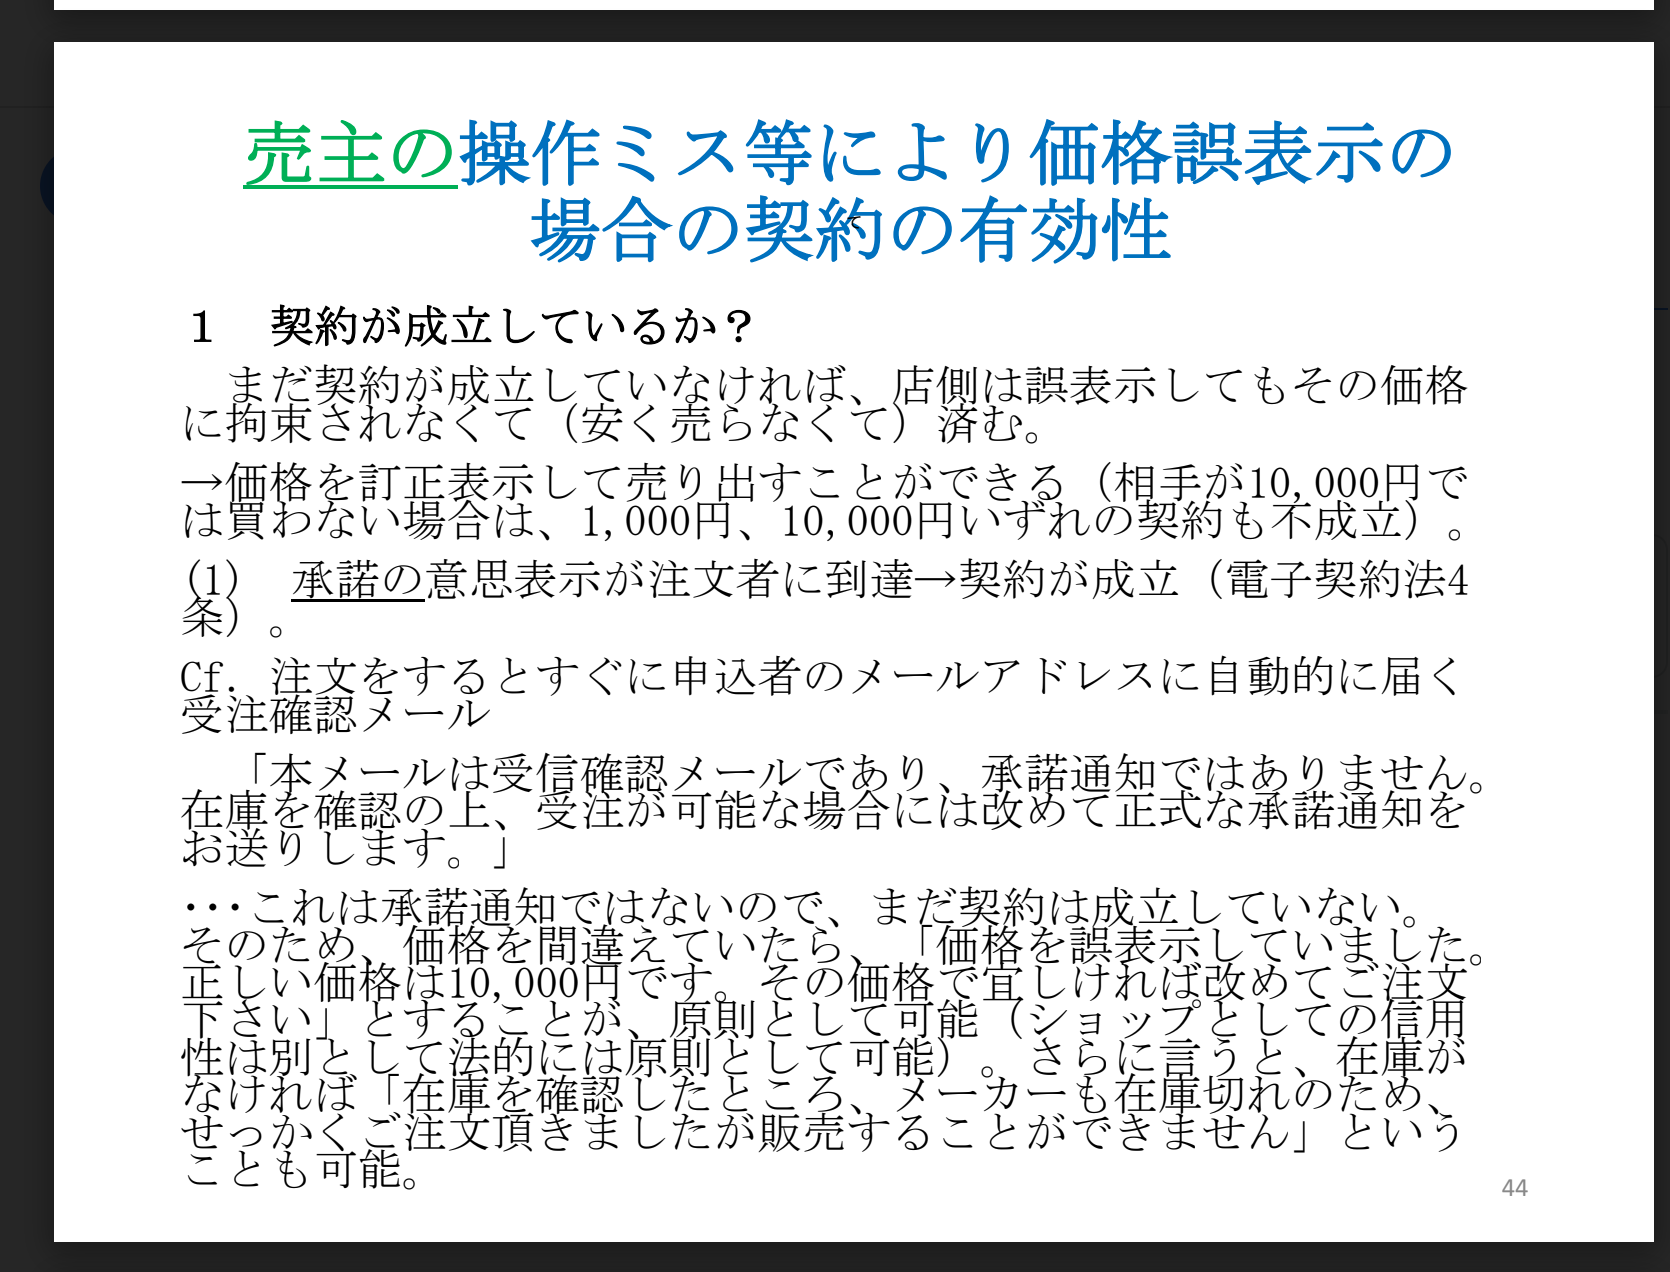 売主の操作ミス等により価格誤表示の
場合の契約の有効性
て
１　契約が成立しているか？
　まだ契約が成立していなければ、店側は誤表示してもその価格
に拘束されなくて（安く売らなくて）済む。
→価格を訂正表示して売り出すことができる（相手が10,000円で
は買わない場合は、1,000円、10,000円いずれの契約も不成立）。
(1)　承諾の意思表示が注文者に到達→契約が成立（電子契約法4
条）。
Cf. 注文をするとすぐに申込者のメールアドレスに自動的に届く
受注確認メール
　「本メールは受信確認メールであり、承諾通知ではありません。
在庫を確認の上、受注が可能な場合には改めて正式な承諾通知を
お送りします。」
･･･これは承諾通知ではないので、まだ契約は成立していない。
そのため、価格を間違えていたら、「価格を誤表示していました。
正しい価格は10,000円です。その価格で宜しければ改めてご注文
下さい」とすることが、原則として可能（ショップとしての信用
性は別として法的には原則として可能）。さらに言うと、在庫が
なければ「在庫を確認したところ、メーカーも在庫切れのため、
せっかくご注文頂きましたが販売することができません」という
ことも可能。
44